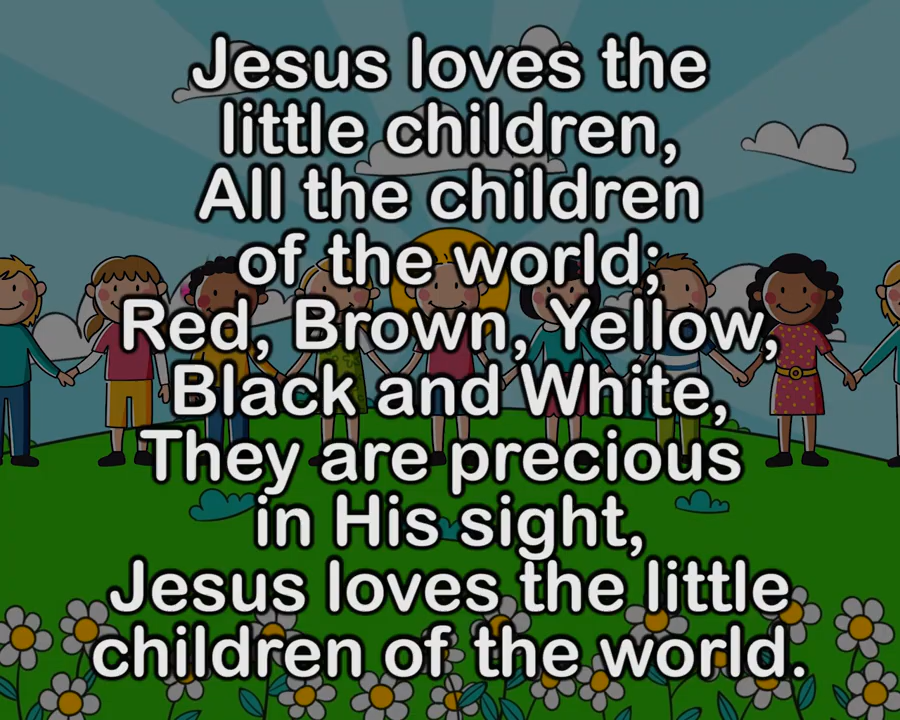 Jesus loves the
little children,
All the children
of the world;
Red, Brown, Yellow,
Black and White,
They are precious
in His sight,
Jesus loves the little
children of the world.